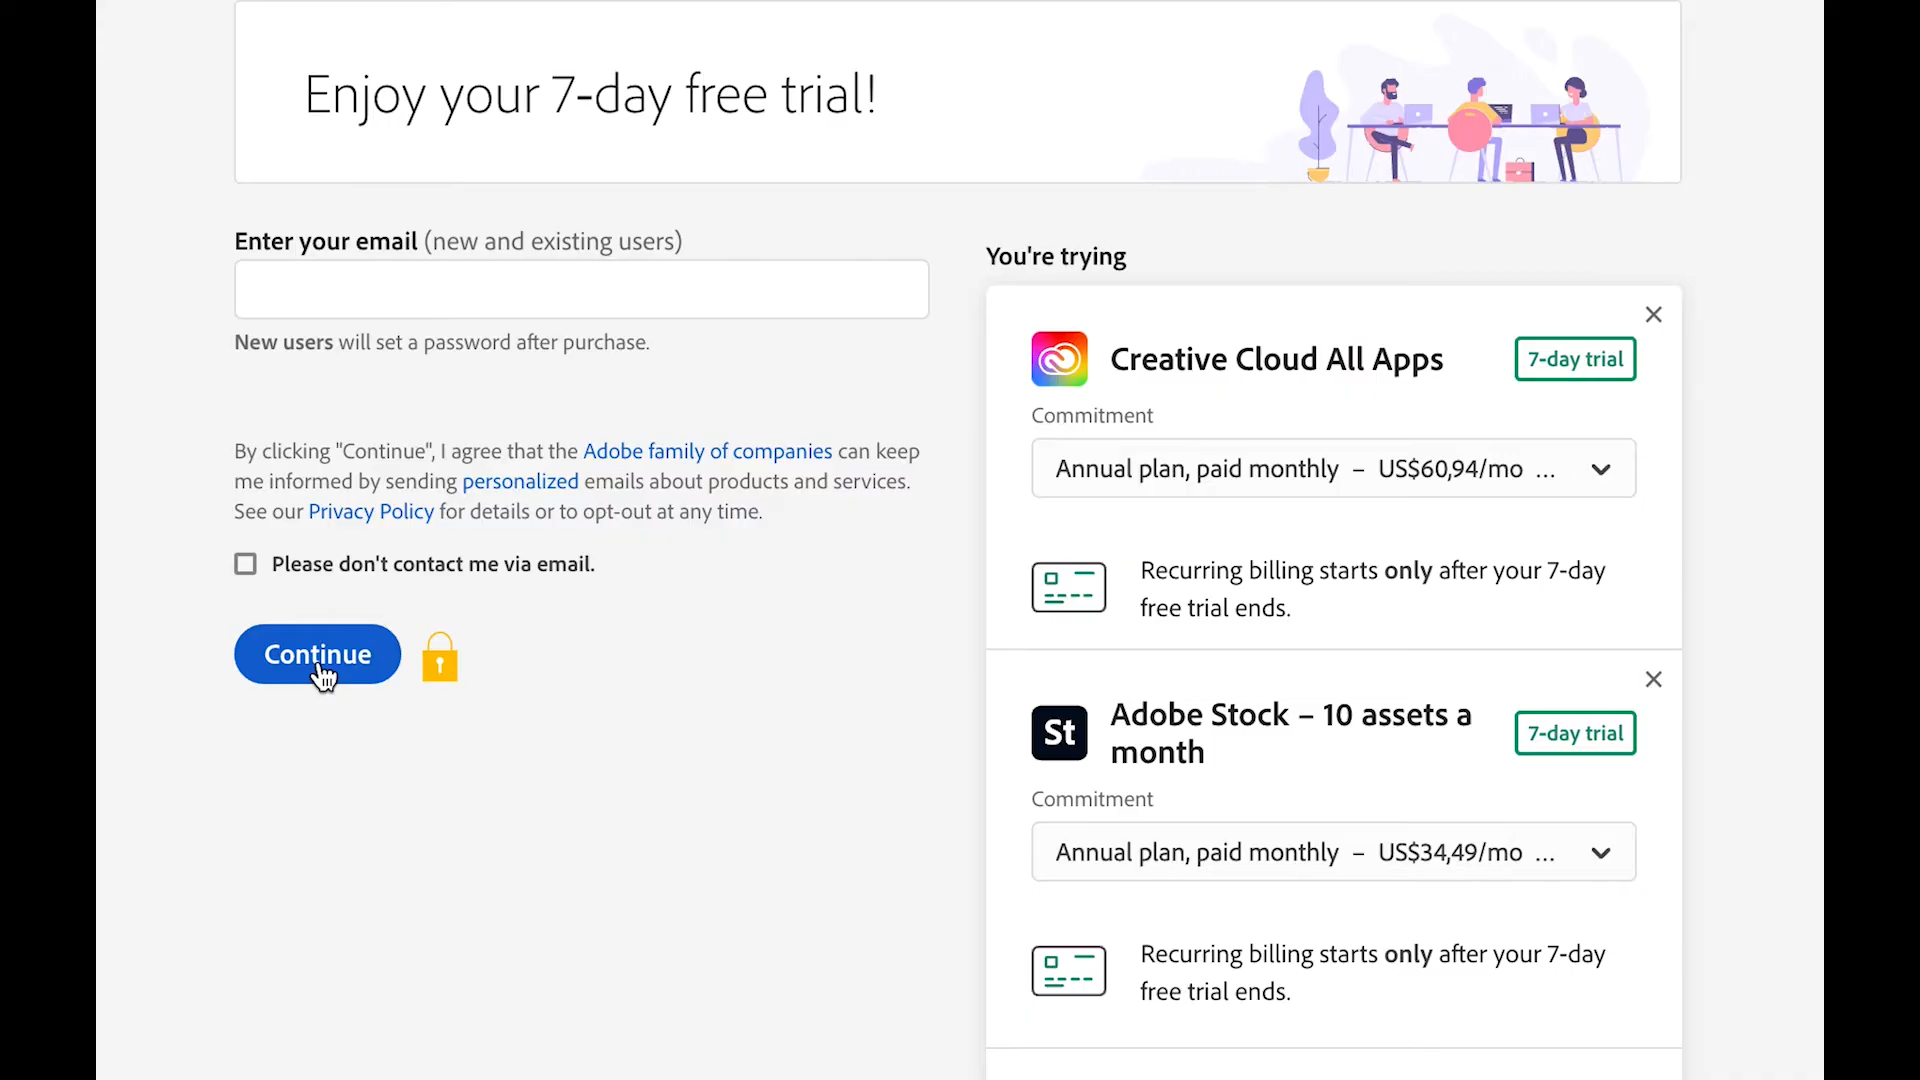 Enjoy your 7-day free trial!
Enter your email (new and existing users)
New users will set a password after purchase.
By clicking "Continue", I agree that the Adobe family of companies can keep
me informed by sending personalized emails about products and services.
See our Privacy Policy for details or to opt-out at any time.
Please don't contact me via email.
Continue
You're trying
Creative Cloud All Apps
7-day trial
Commitment
Annual plan, paid monthly – US$60,94/mo ...
Recurring billing starts only after your 7-day
free trial ends.
St
Adobe Stock – 10 assets a
month
7-day trial
Commitment
Annual plan, paid monthly – US$34,49/mo ...
Recurring billing starts only after your 7-day
free trial ends.